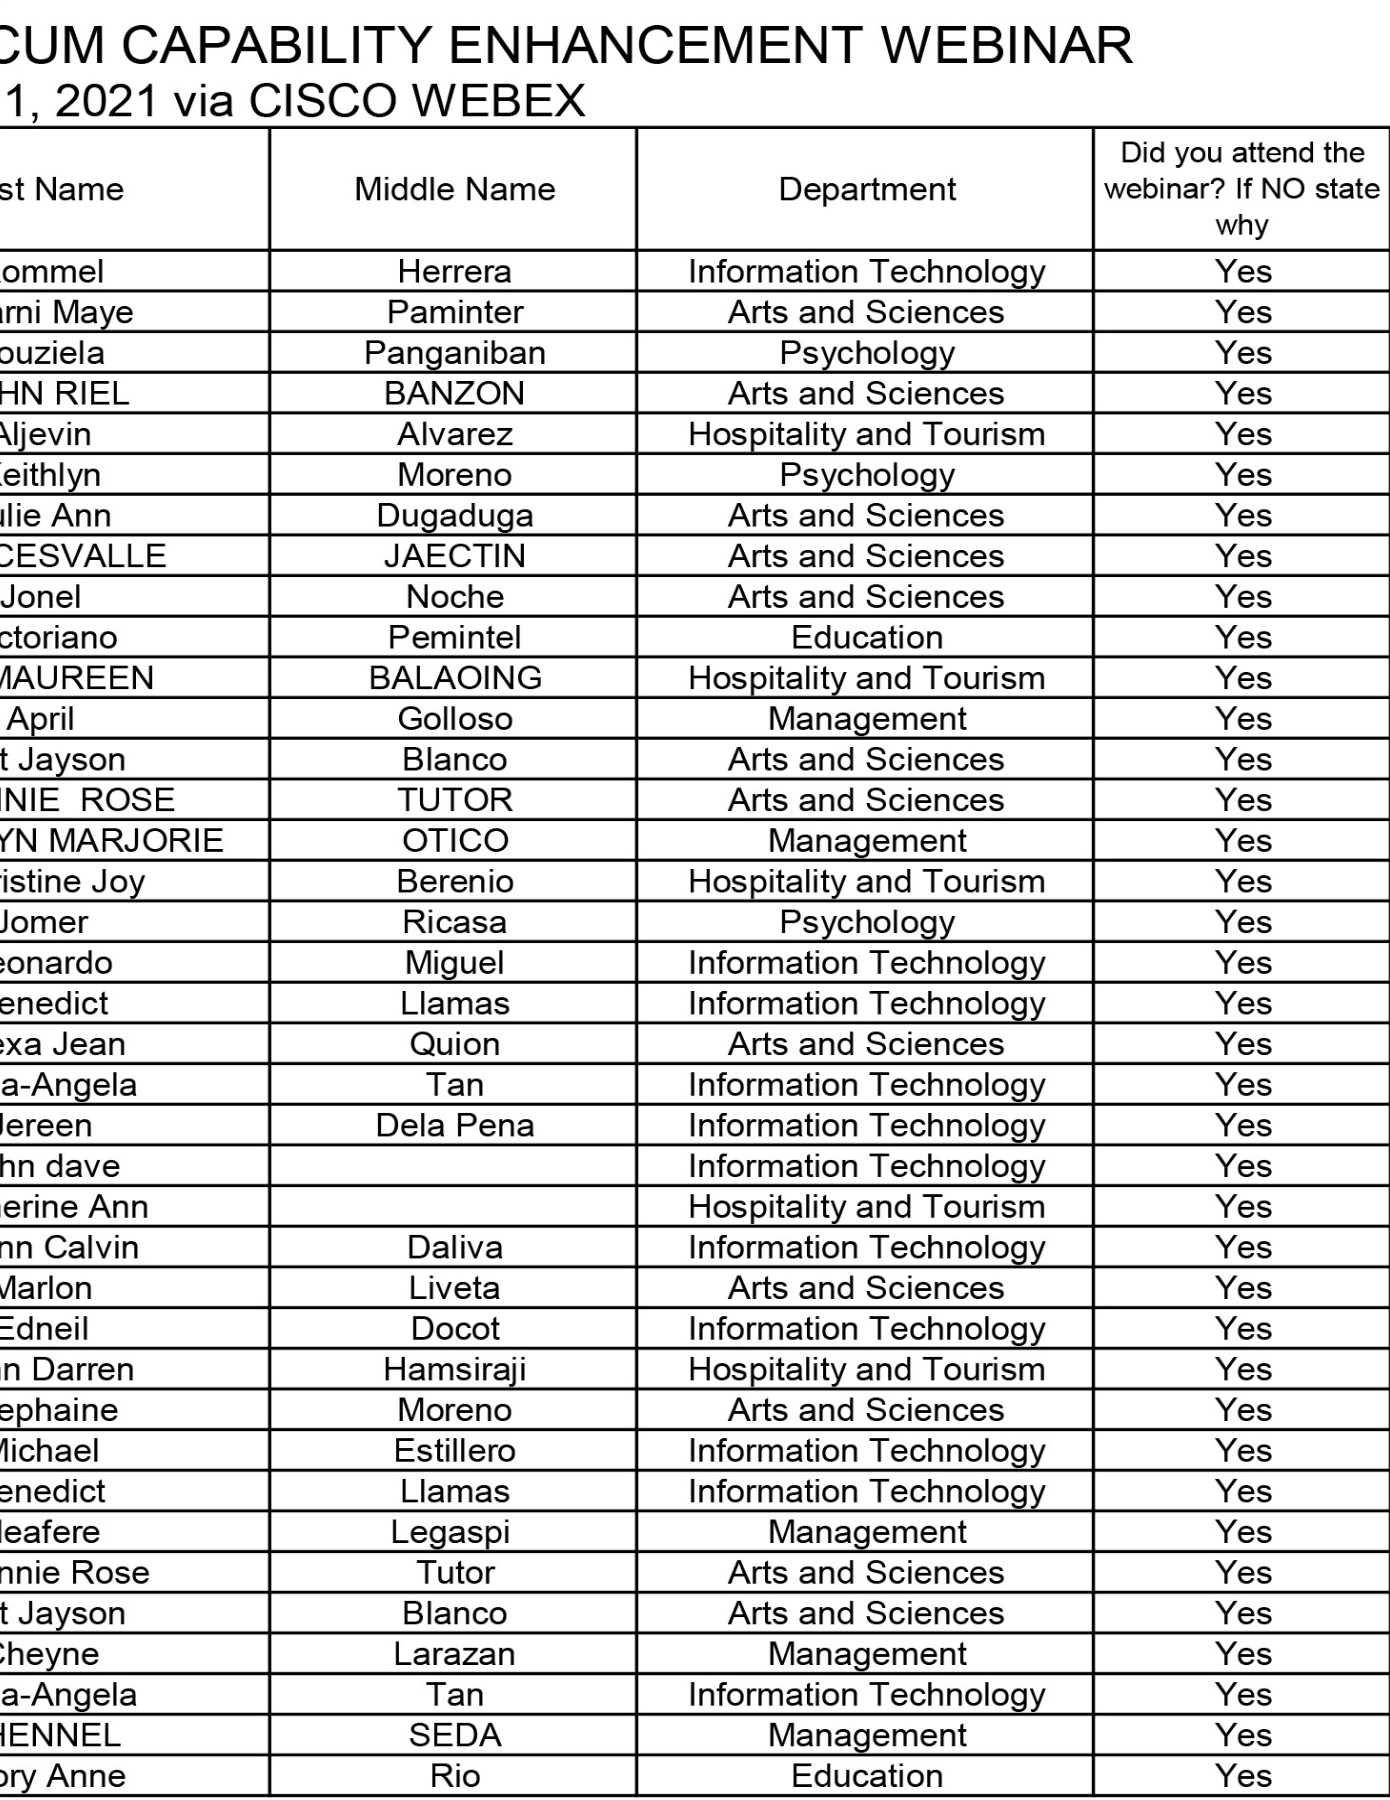 CUM CAPABILITY ENHANCEMENT WEBINAR
1, 2021 via CISCO WEBEX
st Name Middle Name Department Did you attend the webinar? If NO state why
ommel Herrera Information Technology Yes
arni Maye Paminter Arts and Sciences Yes
ouziela Panganiban Psychology Yes
HN RIEL BANZON Arts and Sciences Yes
Aljevin Alvarez Hospitality and Tourism Yes
eithlyn Moreno Psychology Yes
ulie Ann Dugaduga Arts and Sciences Yes
CESVALLE JAECTIN Arts and Sciences Yes
Jonel Noche Arts and Sciences Yes
ctoriano Pemintel Education Yes
MAUREEN BALAOING Hospitality and Tourism Yes
April Golloso Management Yes
t Jayson Blanco Arts and Sciences Yes
NIE ROSE TUTOR Arts and Sciences Yes
YN MARJORIE OTICO Management Yes
ristine Joy Berenio Hospitality and Tourism Yes
Jomer Ricasa Psychology Yes
eonardo Miguel Information Technology Yes
enedict Llamas Information Technology Yes
exa Jean Quion Arts and Sciences Yes
a-Angela Tan Information Technology Yes
Jereen Dela Pena Information Technology Yes
hn dave Information Technology Yes
erine Ann Hospitality and Tourism Yes
nn Calvin Daliva Information Technology Yes
Marlon Liveta Arts and Sciences Yes
Edneil Docot Information Technology Yes
n Darren Hamsiraji Hospitality and Tourism Yes
ephaine Moreno Arts and Sciences Yes
Michael Estillero Information Technology Yes
enedict Llamas Information Technology Yes
leafere Legaspi Management Yes
nnie Rose Tutor Arts and Sciences Yes
t Jayson Blanco Arts and Sciences Yes
Cheyne Larazan Management Yes
a-Angela Tan Information Technology Yes
HENNEL SEDA Management Yes
ory Anne Rio Education Yes